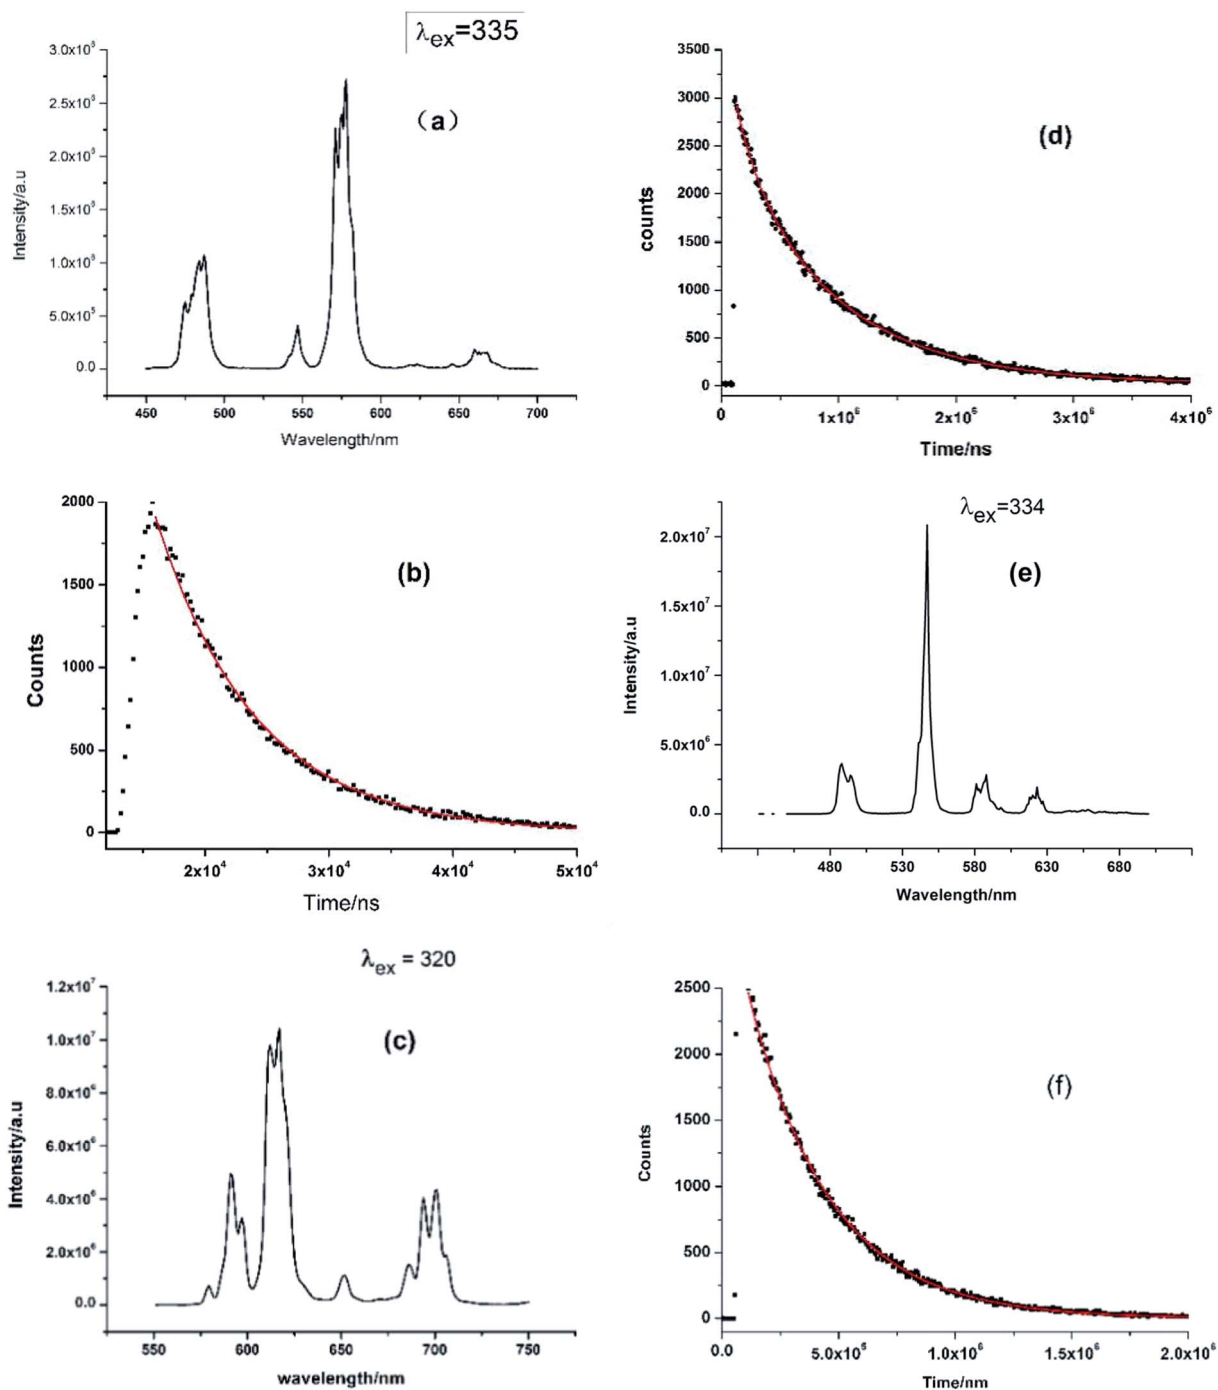 λex=335
(a)
Intensity/a.u
3.0x10⁶
2.5x10⁶
2.0x10⁶
1.5x10⁶
1.0x10⁶
5.0x10⁵
0.0
450 500 550 600 650 700
Wavelength/nm
(d)
counts
3500
3000
2500
2000
1500
1000
500
0
0 1x10⁶ 2x10⁶ 3x10⁶ 4x10⁶
Time/ns
(b)
Counts
2000
1500
1000
500
0
2x10⁴ 3x10⁴ 4x10⁴ 5x10⁴
Time/ns
λex=334
(e)
Intensity/a.u
2.0x10⁷
1.5x10⁷
1.0x10⁷
5.0x10⁶
0.0
480 530 580 630 680
Wavelength/nm
λex = 320
(c)
Intensity/a.u
1.2x10⁷
1.0x10⁷
8.0x10⁶
6.0x10⁶
4.0x10⁶
2.0x10⁶
0.0
550 600 650 700 750
wavelength/nm
(f)
Counts
2500
2000
1500
1000
500
0
0.0 5.0x10⁵ 1.0x10⁶ 1.5x10⁶ 2.0x10⁶
Time/nm